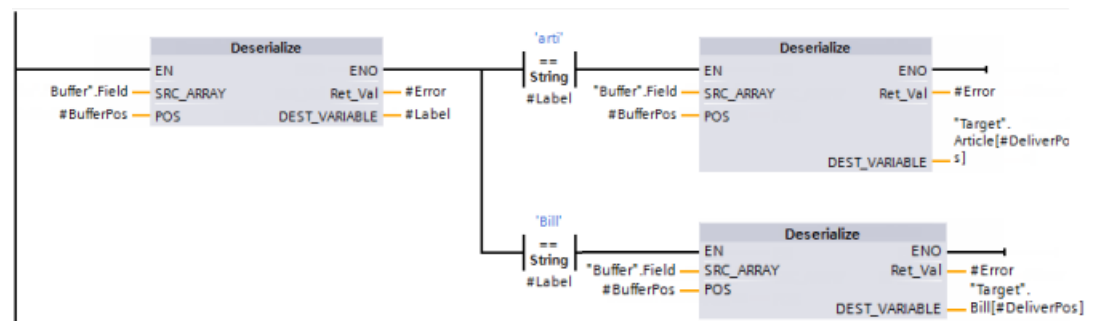 Deserialize
EN ENO
Buffer".Field SRC_ARRAY Ret_Val #Error
#BufferPos POS DEST_VARIABLE #Label
'arti'
==
String
#Label
Deserialize
EN ENO
"Buffer".Field SRC_ARRAY Ret_Val #Error
#BufferPos POS
"Target".
Article[#DeliverPo
DEST_VARIABLE s]
'Bill'
==
String
#Label
Deserialize
EN ENO
"Buffer".Field SRC_ARRAY Ret_Val #Error
#BufferPos POS "Target".
DEST_VARIABLE Bill[#DeliverPos]